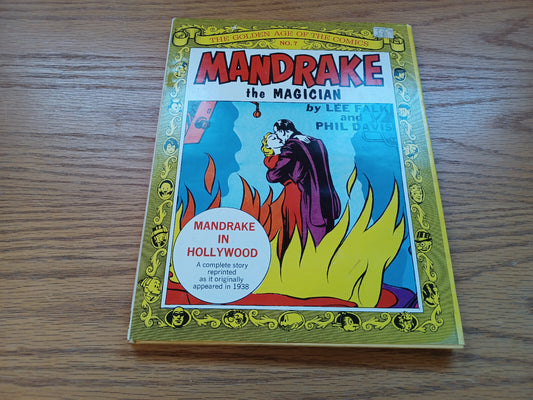 THE GOLDEN AGE OF THE COMICS
NO. 7
MANDRAKE
the MAGICIAN
by LEE FALK
and
PHIL DAVIS
MANDRAKE
IN
HOLLYWOOD
A complete story
reprinted
as it originally
appeared in 1938